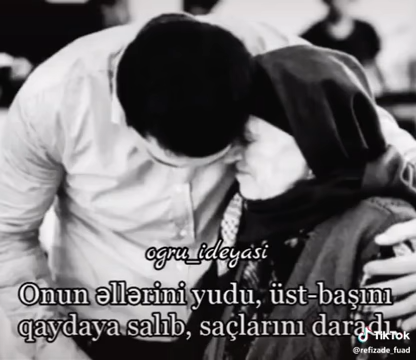 ogru_ideyasi
Onun əllərini yudu, üst-başını
qaydaya salıb, saçlarını daradı,
TikTok
@refizade_fuad